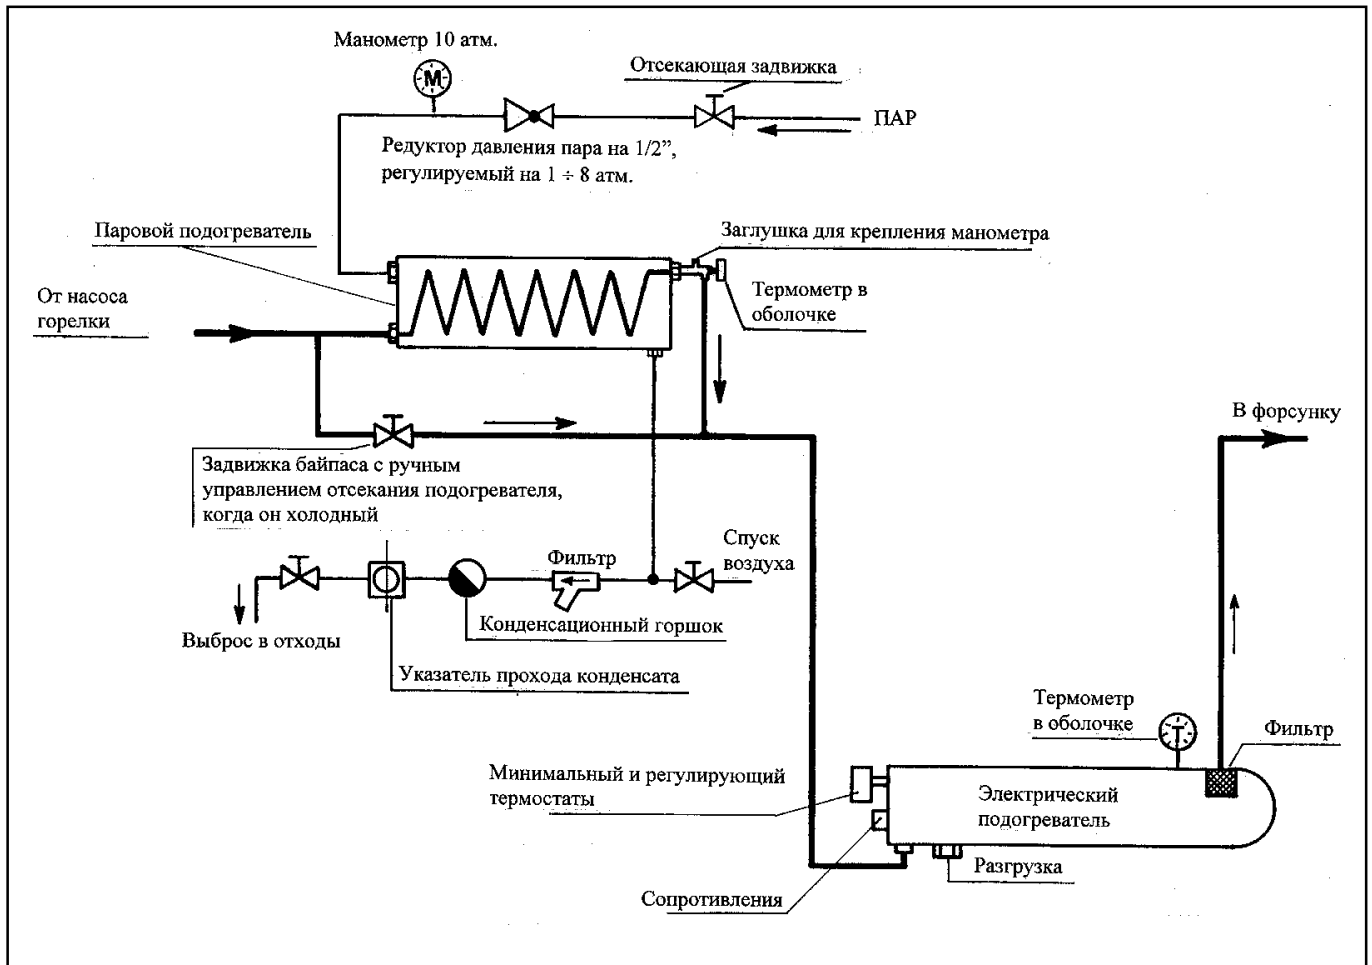 Манометр 10 атм.
М
Отсекающая задвижка
ПАР
Редуктор давления пара на 1/2”,
регулируемый на 1 ÷ 8 атм.
Паровой подогреватель
Заглушка для крепления манометра
От насоса
горелки
Термометр в
оболочке
В форсунку
Задвижка байпаса с ручным
управлением отсекания подогревателя,
когда он холодный
Спуск
воздуха
Фильтр
Конденсационный горшок
Выброс в отходы
Указатель прохода конденсата
Термометр
в оболочке
Т
Фильтр
Минимальный и регулирующий
термостаты
Электрический
подогреватель
Разгрузка
Сопротивления